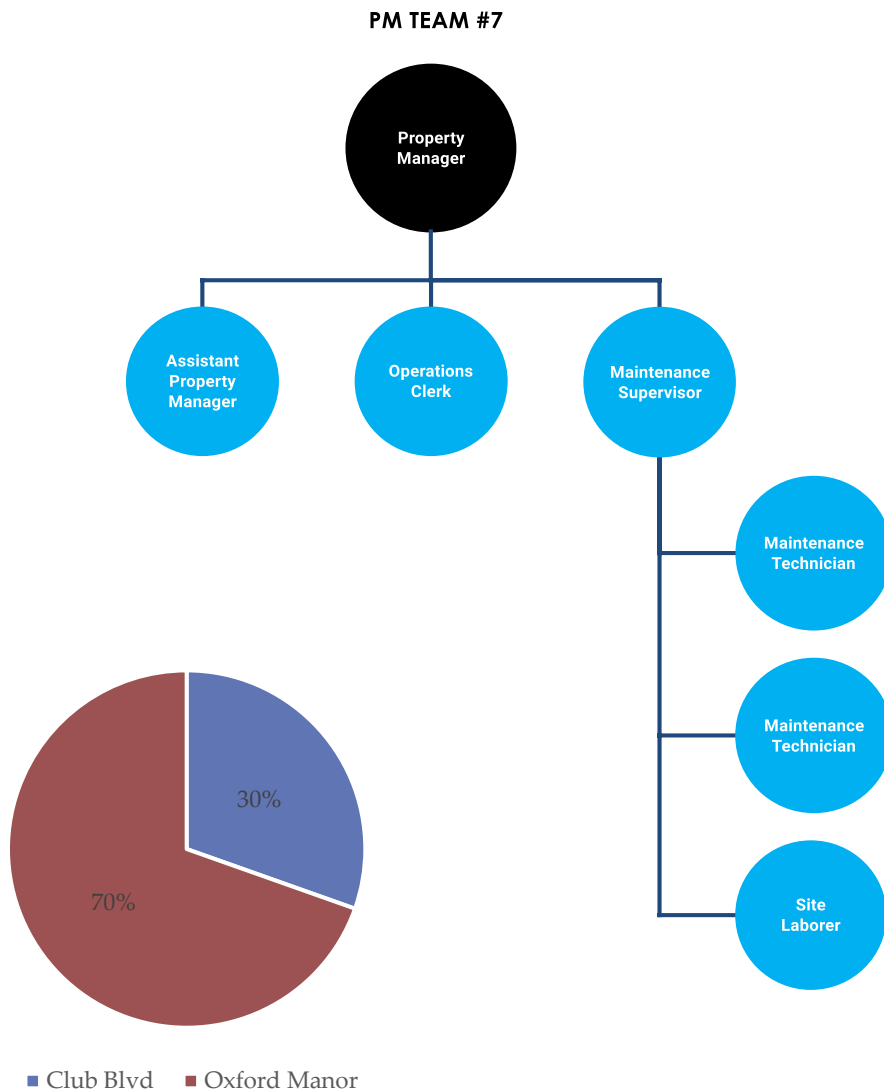 PM TEAM #7
Property
Manager
Assistant
Property
Manager
Operations
Clerk
Maintenance
Supervisor
Maintenance
Technician
Maintenance
Technician
Site
Laborer
30%
70%
Club Blvd
Oxford Manor